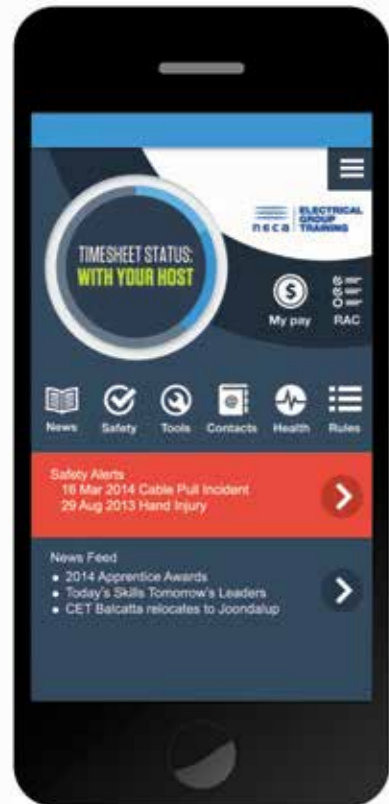 neca ELECTRICAL
GROUP
TRAINING
TIMESHEET STATUS:
WITH YOUR HOST
My pay RAC
News Safety Tools Contacts Health Rules
Safety Alerts
16 Mar 2014 Cable Pull Incident
29 Aug 2013 Hand Injury
News Feed
• 2014 Apprentice Awards
• Today's Skills Tomorrow's Leaders
• CET Balcatta relocates to Joondalup